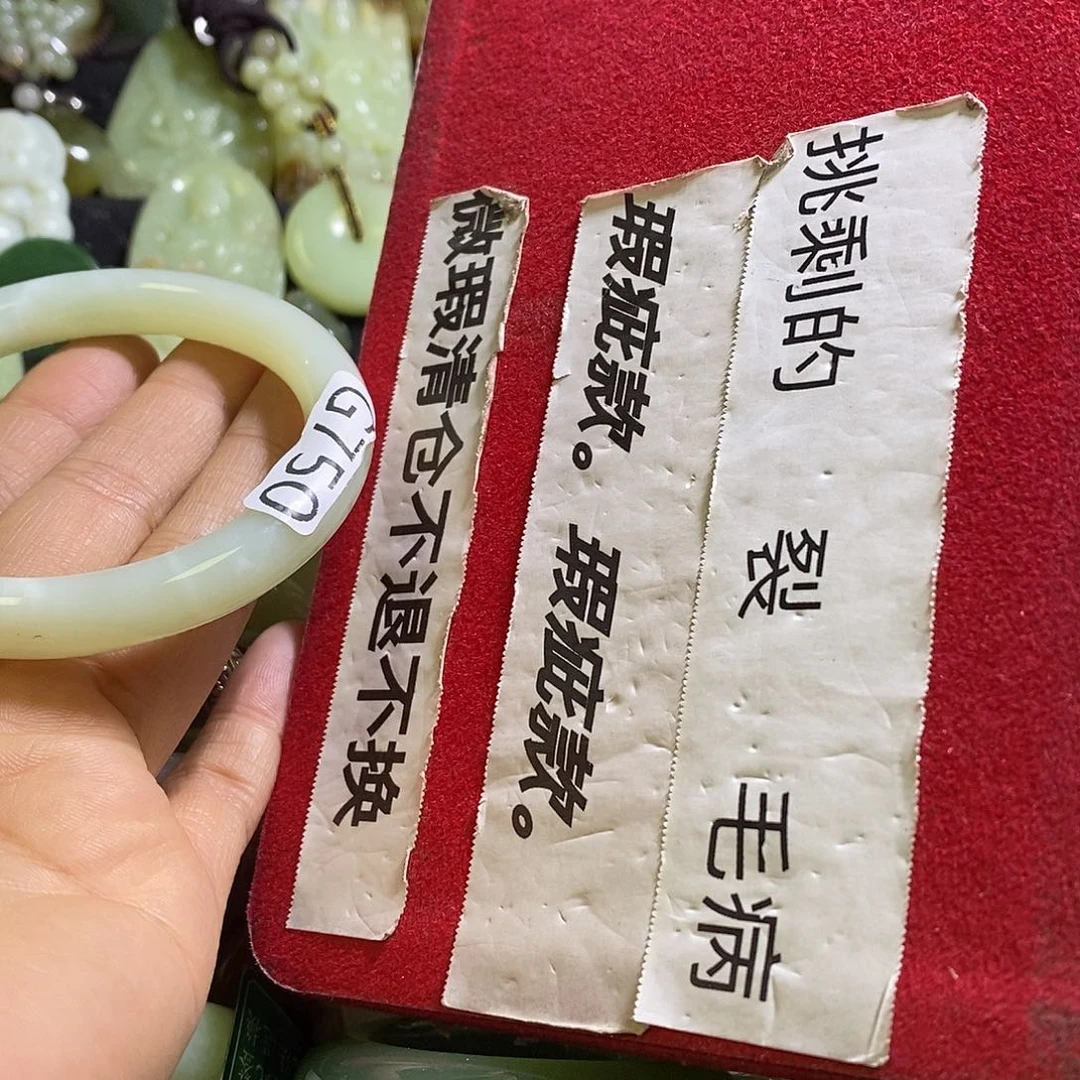 挑剩的 裂 毛病
瑕疵款。 瑕疵款。
微瑕清仓不退不换
G750